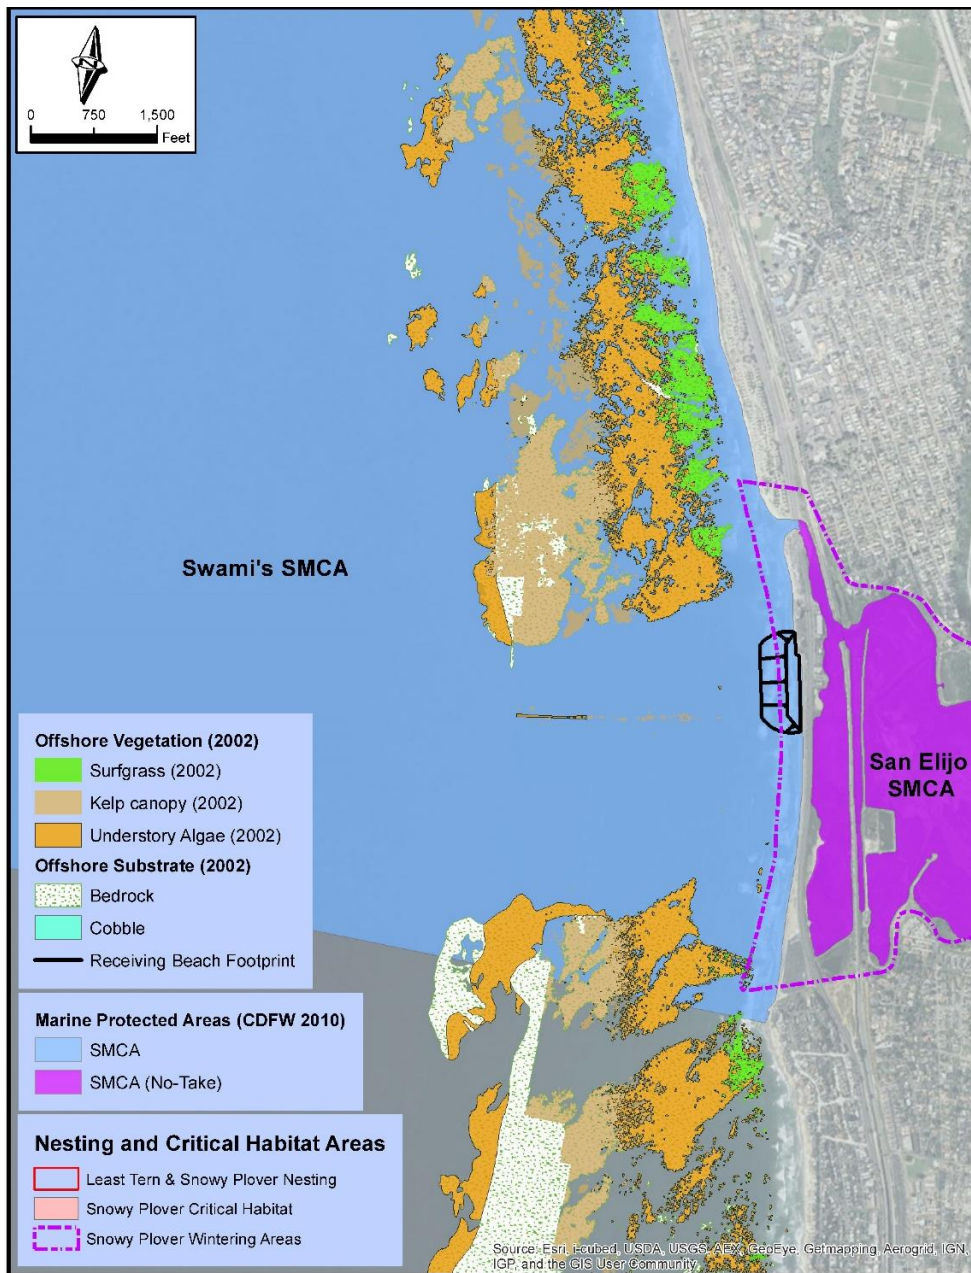 N
0 750 1,500
Feet
Swami's SMCA
San Elijo
SMCA
Offshore Vegetation (2002)
Surfgrass (2002)
Kelp canopy (2002)
Understory Algae (2002)
Offshore Substrate (2002)
Bedrock
Cobble
Receiving Beach Footprint
Marine Protected Areas (CDFW 2010)
SMCA
SMCA (No-Take)
Nesting and Critical Habitat Areas
Least Tern & Snowy Plover Nesting
Snowy Plover Critical Habitat
Snowy Plover Wintering Areas
Source: Esri, i-cubed, USDA, USGS, AEX, GeoEye, Getmapping, Aerogrid, IGN,
IGP, and the GIS User Community